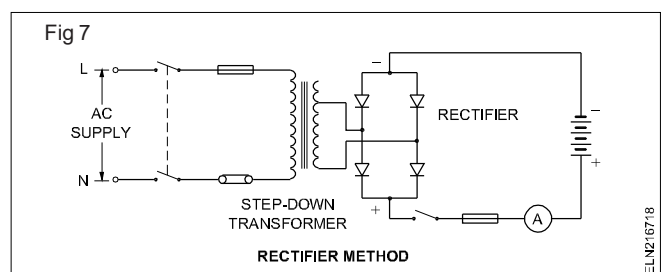 Fig 7
L
AC
SUPPLY
N
STEP-DOWN
TRANSFORMER
−
RECTIFIER
+
−
+
A
RECTIFIER METHOD
ELN216718